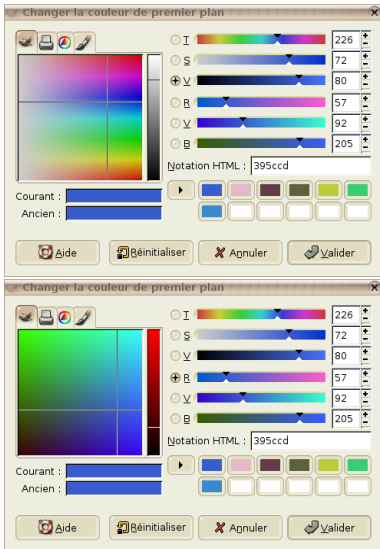 Changer la couleur de premier plan
T 226
S 72
V 80
R 57
V 92
B 205
Notation HTML : 395ccd
Courant :
Ancien :
Aide Réinitialiser Annuler Valider
Changer la couleur de premier plan
T 226
S 72
V 80
R 57
V 92
B 205
Notation HTML : 395ccd
Courant :
Ancien :
Aide Réinitialiser Annuler Valider